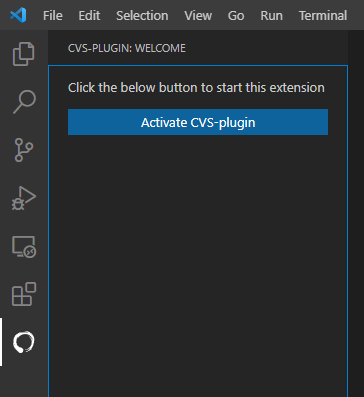 File Edit Selection View Go Run Terminal
CVS-PLUGIN: WELCOME
Click the below button to start this extension
Activate CVS-plugin